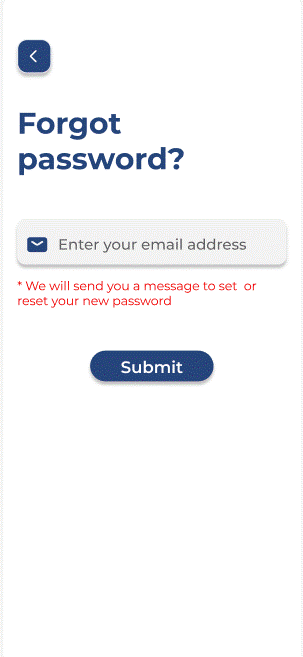 Forgot
password?
Enter your email address
* We will send you a message to set  or
reset your new password
Submit